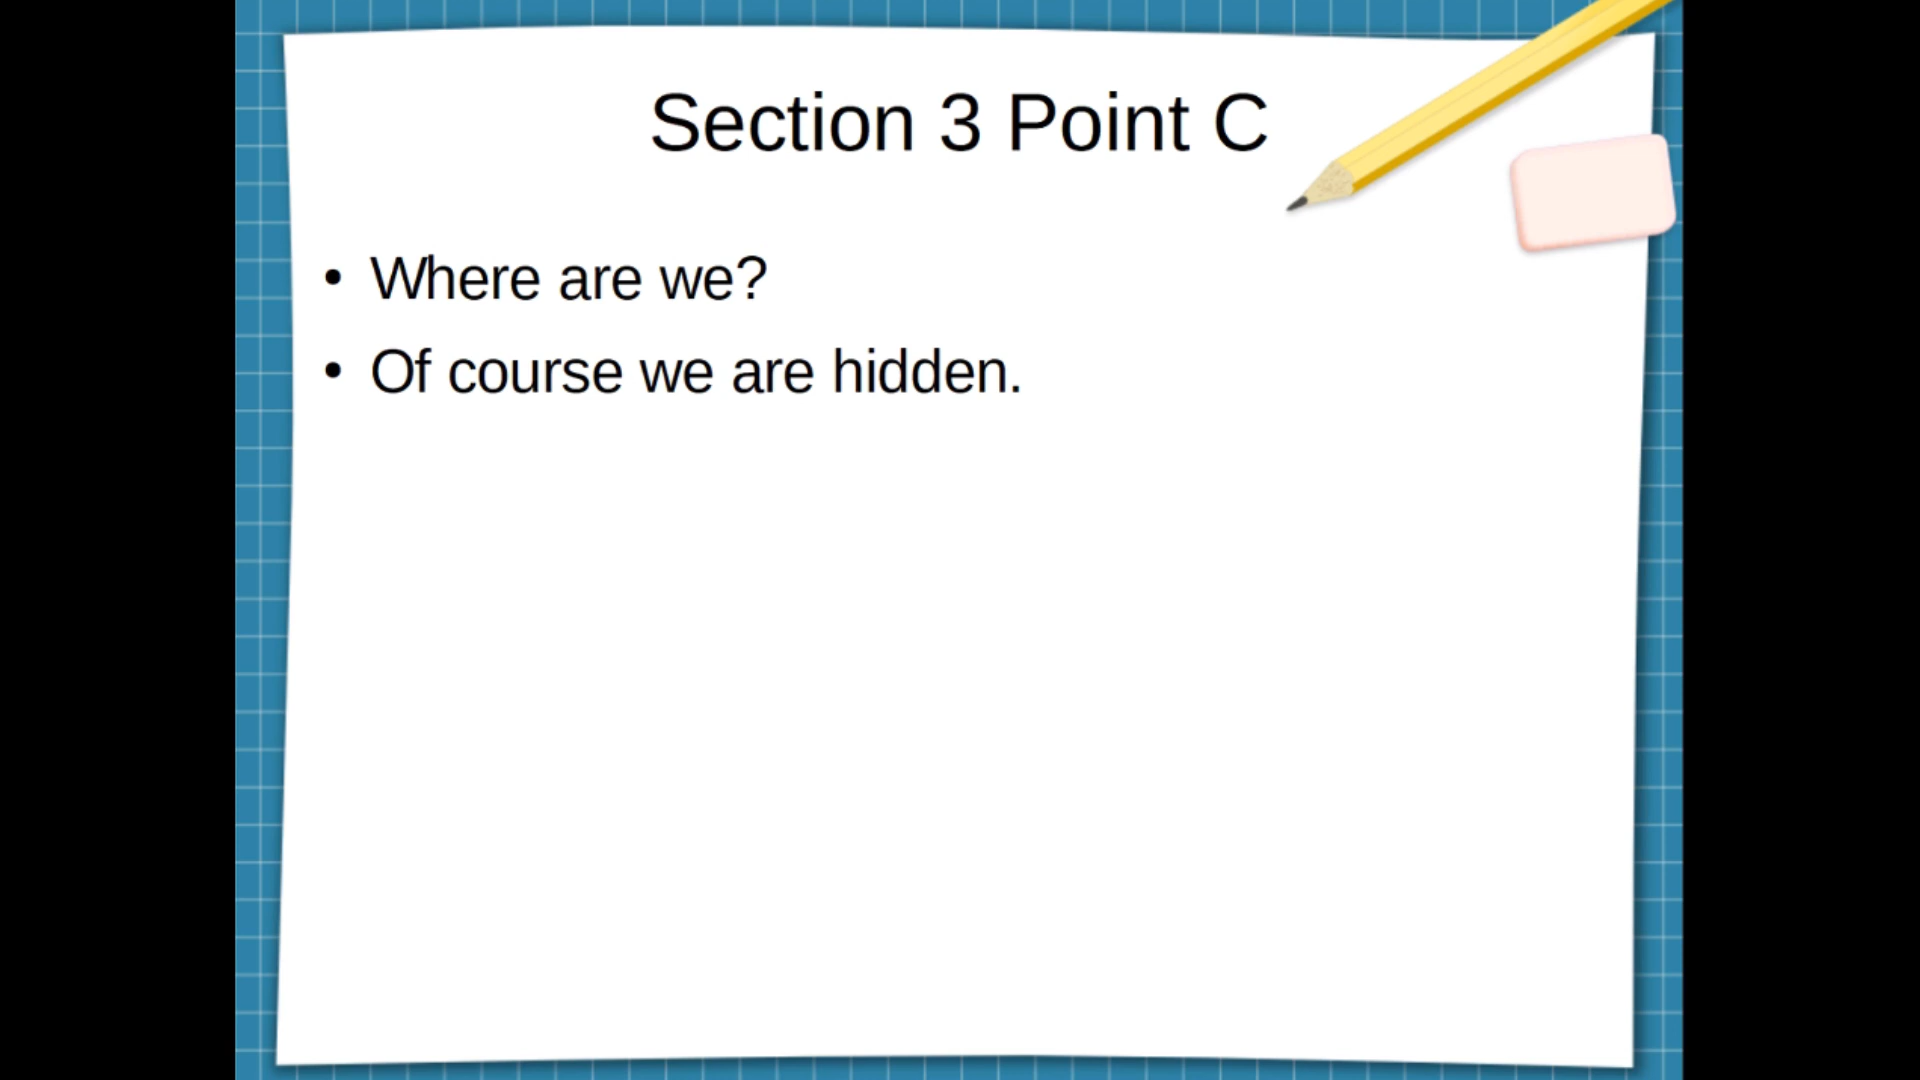 Section 3 Point C
• Where are we?
• Of course we are hidden.